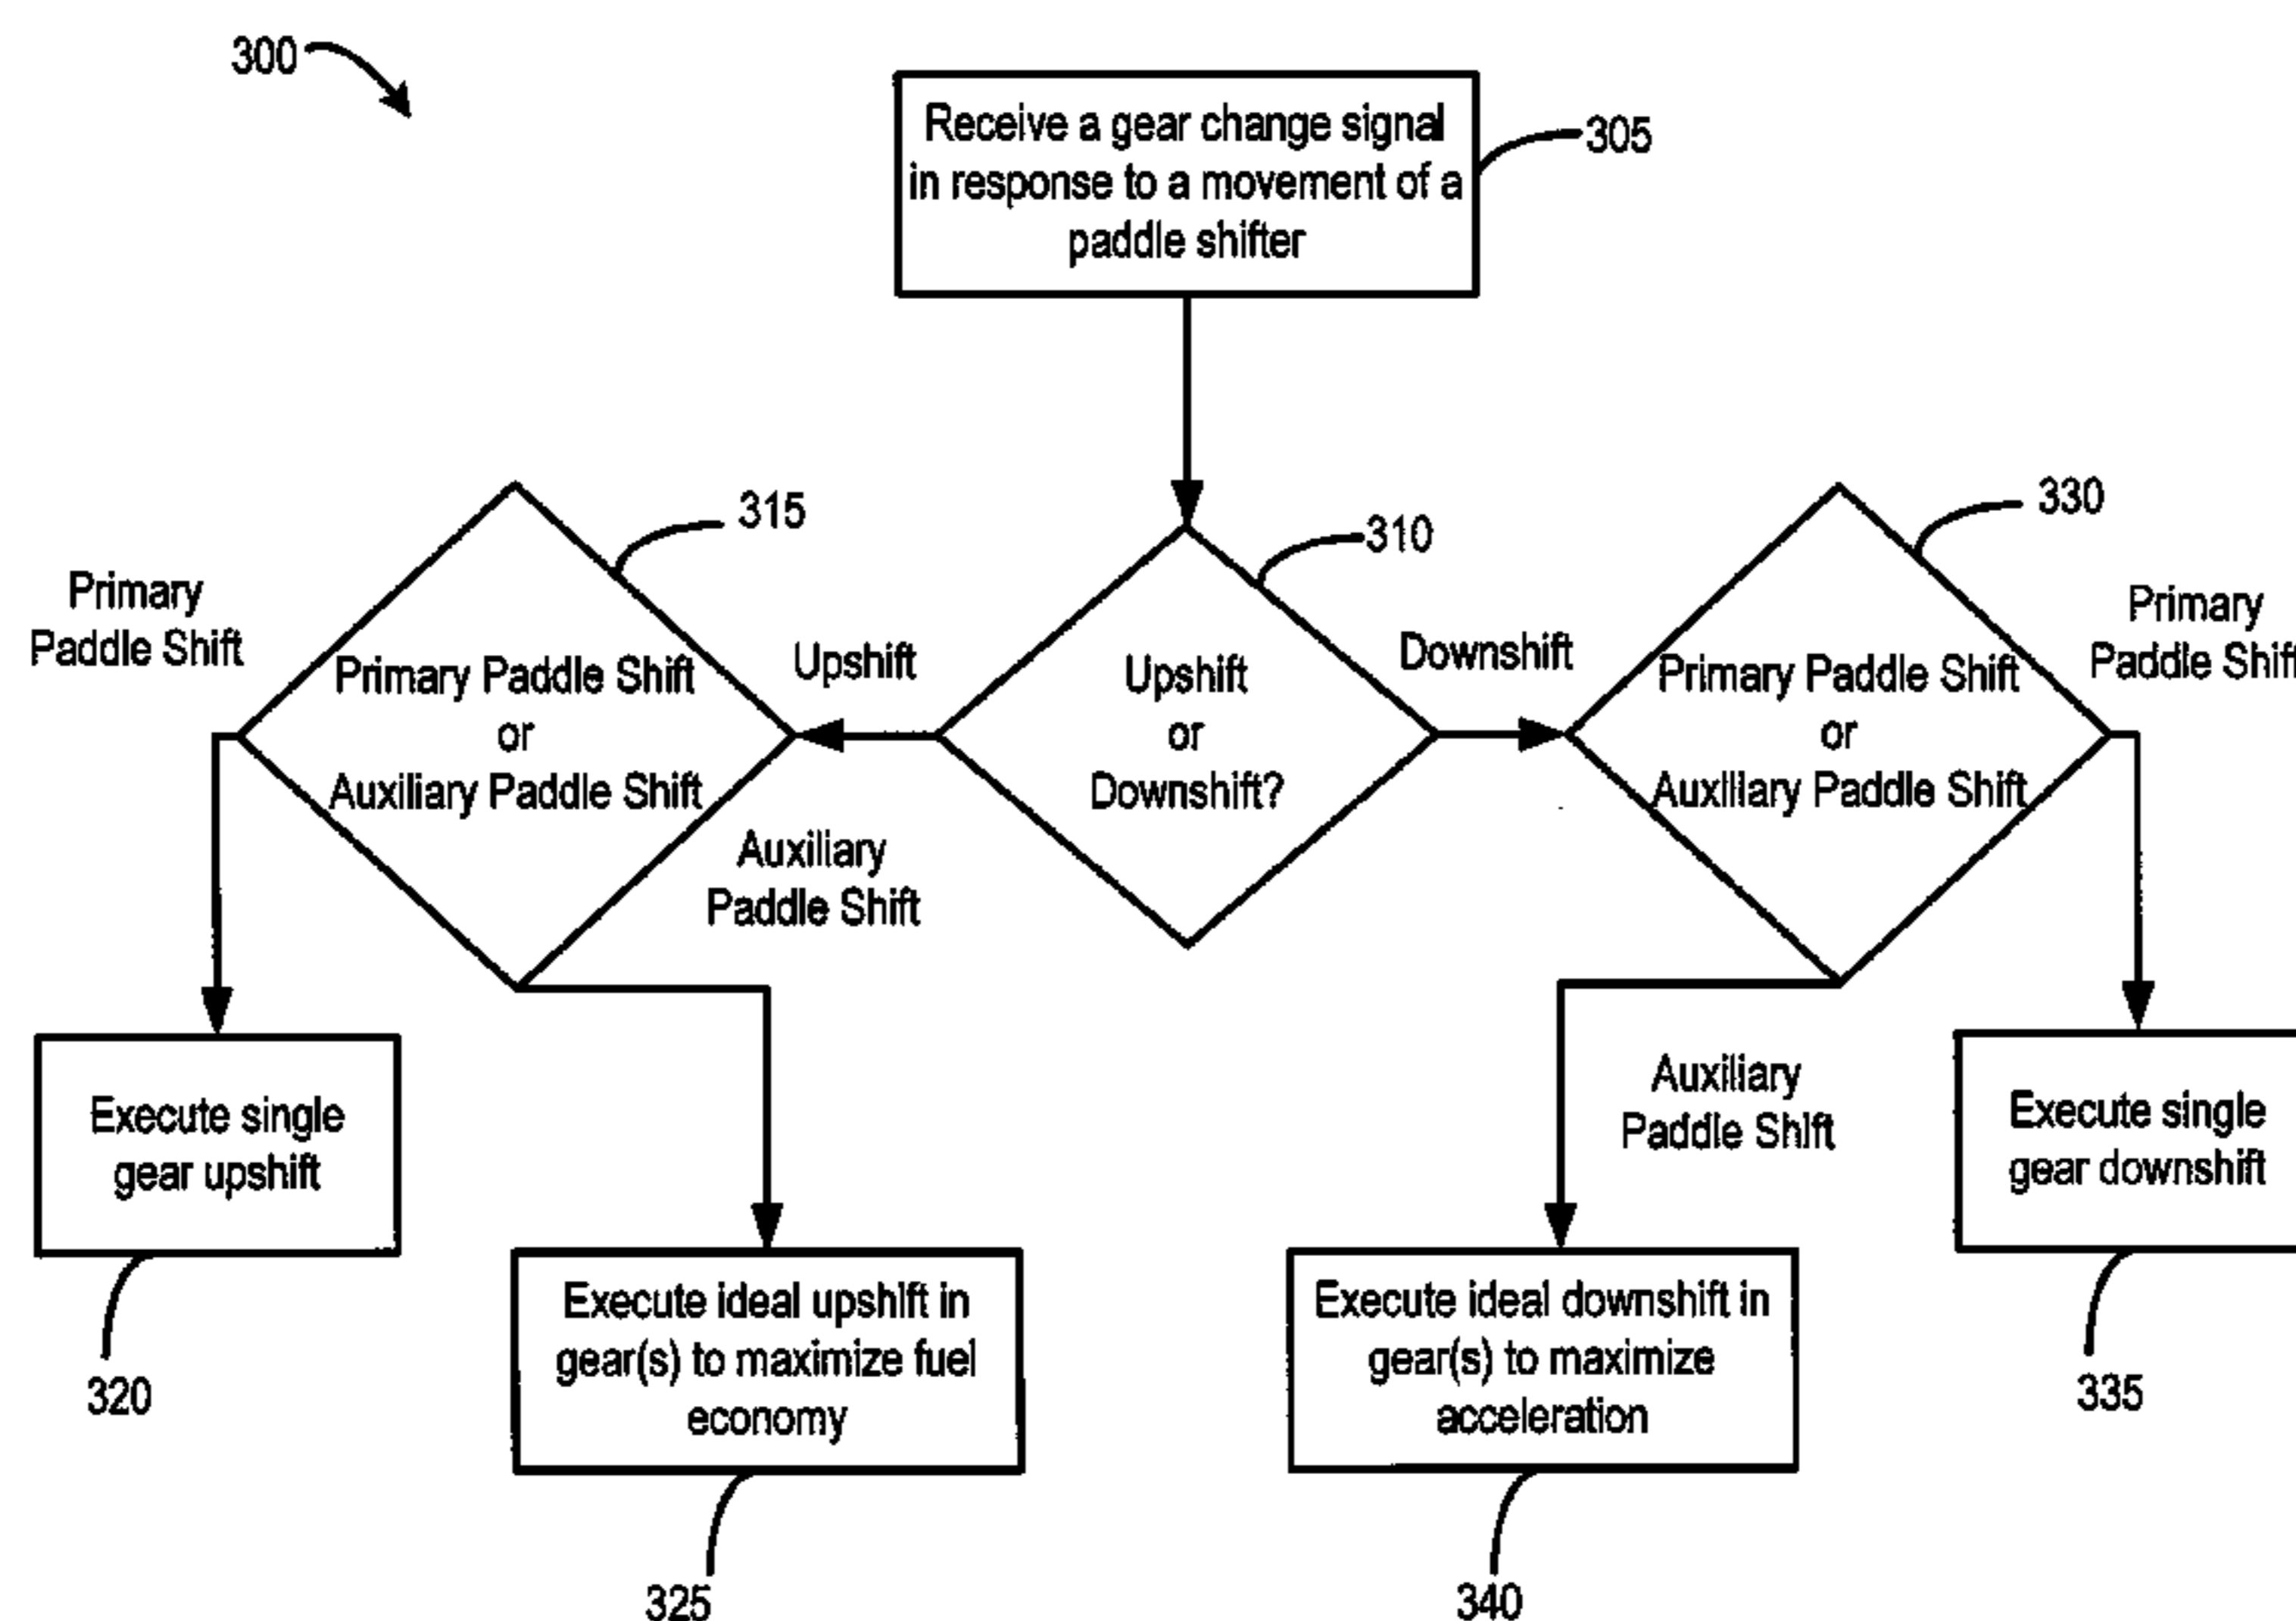 300
Receive a gear change signal
in response to a movement of a
paddle shifter
305
315
310
330
Primary
Paddle Shift
Primary Paddle Shift
or
Auxiliary Paddle Shift
Upshift
Upshift
or
Downshift?
Downshift
Primary Paddle Shift
or
Auxiliary Paddle Shift
Primary
Paddle Shift
Auxiliary
Paddle Shift
Execute single
gear upshift
Auxiliary
Paddle Shift
Execute single
gear downshift
Execute ideal upshift in
gear(s) to maximize fuel
economy
Execute ideal downshift in
gear(s) to maximize
acceleration
320
335
325
340